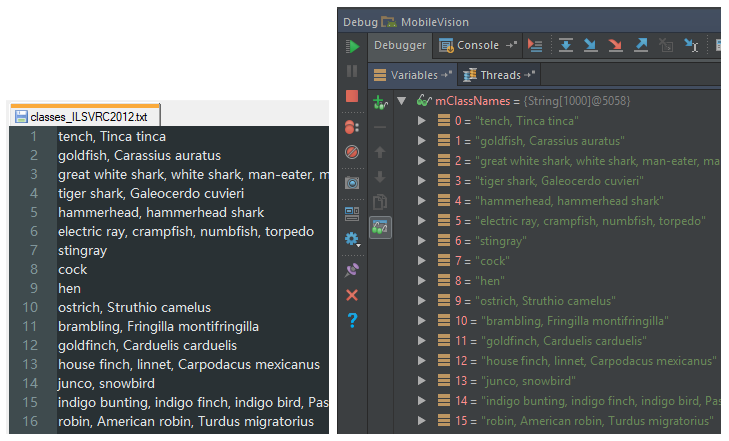 classes_ILSVRC2012.txt
1 tench, Tinca tinca
2 goldfish, Carassius auratus
3 great white shark, white shark, man-eater, m
4 tiger shark, Galeocerdo cuvieri
5 hammerhead, hammerhead shark
6 electric ray, crampfish, numbfish, torpedo
7 stingray
8 cock
9 hen
10 ostrich, Struthio camelus
11 brambling, Fringilla montifringilla
12 goldfinch, Carduelis carduelis
13 house finch, linnet, Carpodacus mexicanus
14 junco, snowbird
15 indigo bunting, indigo finch, indigo bird, Pas
16 robin, American robin, Turdus migratorius
Debug MobileVision
Debugger Console
Variables Threads
mClassNames = {String[1000]@5058}
0 = "tench, Tinca tinca"
1 = "goldfish, Carassius auratus"
2 = "great white shark, white shark, man-eater, ma
3 = "tiger shark, Galeocerdo cuvieri"
4 = "hammerhead, hammerhead shark"
5 = "electric ray, crampfish, numbfish, torpedo"
6 = "stingray"
7 = "cock"
8 = "hen"
9 = "ostrich, Struthio camelus"
10 = "brambling, Fringilla montifringilla"
11 = "goldfinch, Carduelis carduelis"
12 = "house finch, linnet, Carpodacus mexicanus"
13 = "junco, snowbird"
14 = "indigo bunting, indigo finch, indigo bird, Pas
15 = "robin, American robin, Turdus migratorius"